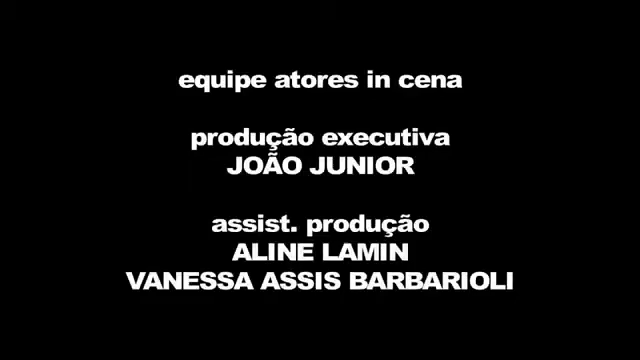 equipe atores in cena
produção executiva
JOÃO JUNIOR
assist. produção
ALINE LAMIN
VANESSA ASSIS BARBARIOLI